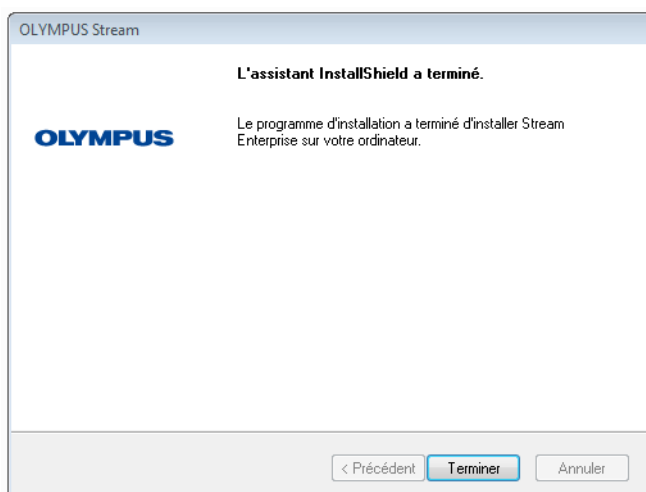 OLYMPUS Stream
L'assistant InstallShield a terminé.
OLYMPUS
Le programme d'installation a terminé d'installer Stream
Enterprise sur votre ordinateur.
< Précédent
Terminer
Annuler